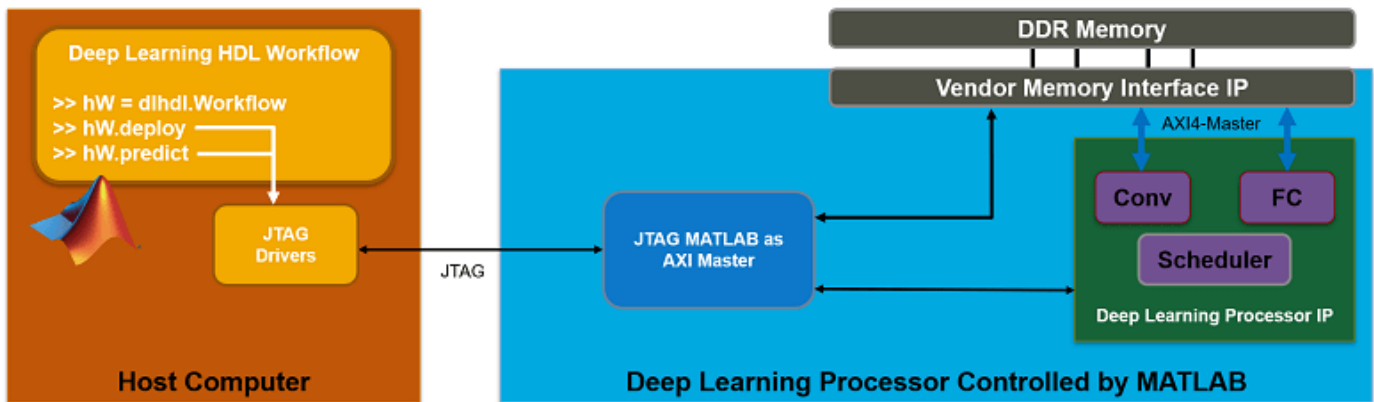 Deep Learning HDL Workflow
>> hW = dlhdl.Workflow
>> hW.deploy
>> hW.predict
JTAG
Drivers
Host Computer
JTAG
JTAG MATLAB as
AXI Master
DDR Memory
Vendor Memory Interface IP
AXI4-Master
Conv
FC
Scheduler
Deep Learning Processor IP
Deep Learning Processor Controlled by MATLAB